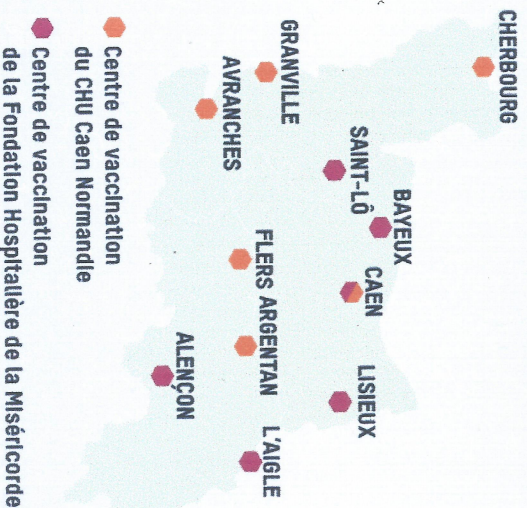 CHERBOURG
BAYEUX
SAINT-LÔ
CAEN
LISIEUX
GRANVILLE
AVRANCHES
FLERS
ARGENTAN
L'AIGLE
ALENÇON
Centre de vaccination
du CHU Caen Normandie
Centre de vaccination
de la Fondation Hospitalière de la Miséricorde